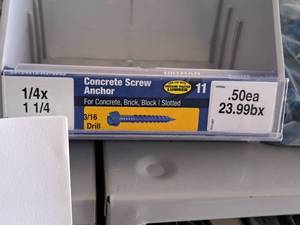 1/4x
1 1/4
Concrete Screw
Anchor
For Concrete, Brick, Block | Slotted
3/16
Drill
11
.50ea
23.99bx